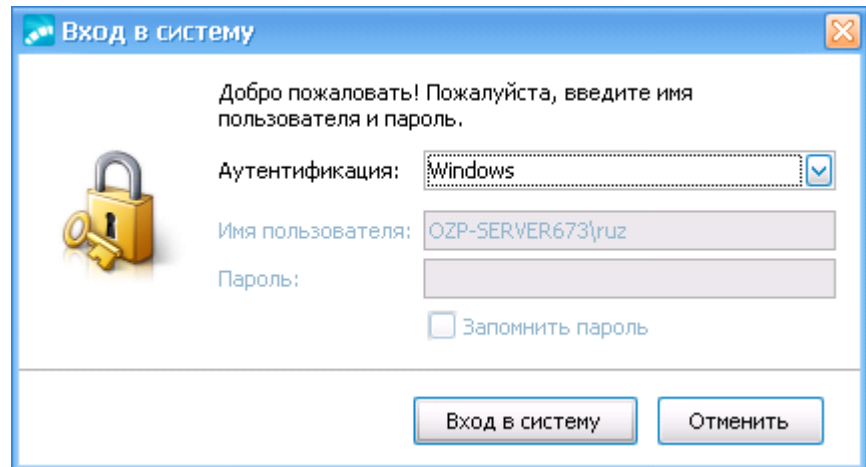 Вход в систему
Добро пожаловать! Пожалуйста, введите имя
пользователя и пароль.
Аутентификация: Windows
Имя пользователя: OZP-SERVER673\ruz
Пароль:
Запомнить пароль
Вход в систему Отменить